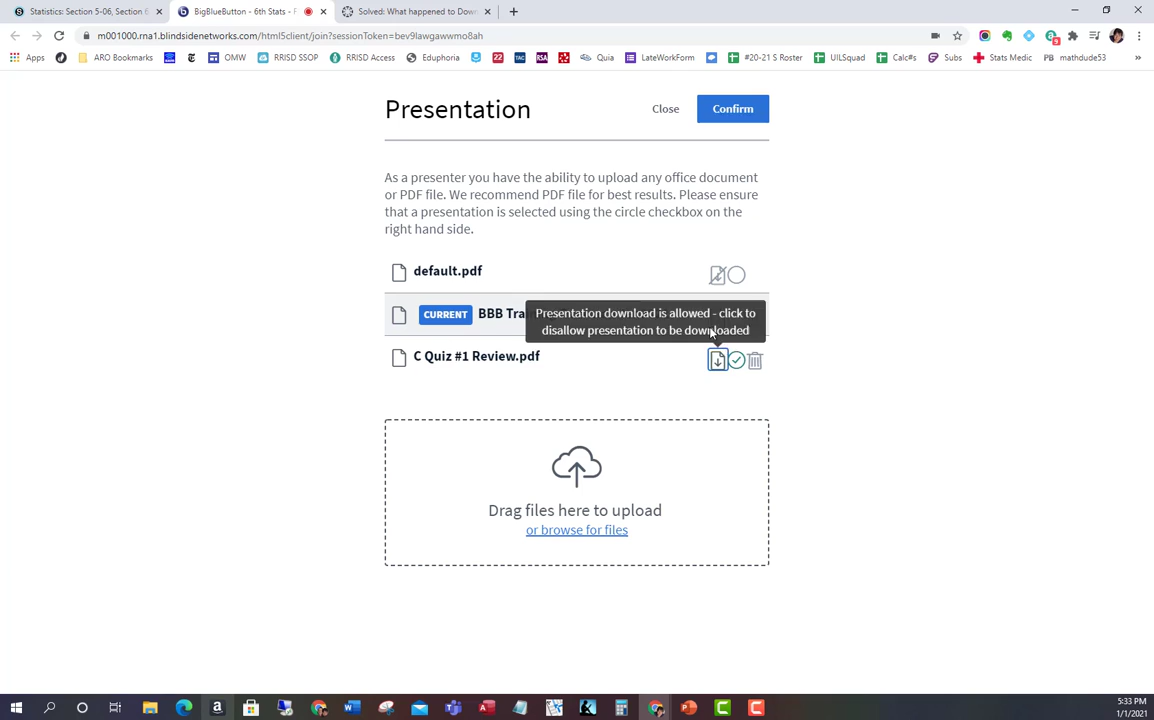 Statistics: Section 5-06, Section 6
BigBlueButton - 6th Stats - F
Solved: What happened to Down
m001000.rna1.blindsidenetworks.com/html5client/join?sessionToken=bev9lawgawwmo8ah
9
Apps
ARO Bookmarks
OMW
RRISD SSOP
RRISD Access
Eduphoria
22
TAC
RSA
Quia
LateWorkForm
#20-21 S Roster
UILSquad
Calc#s
Subs
Stats Medic
PB mathdude53
»
Presentation
Close
Confirm
As a presenter you have the ability to upload any office document
or PDF file. We recommend PDF file for best results. Please ensure
that a presentation is selected using the circle checkbox on the
right hand side.
default.pdf
CURRENT BBB Tra
Presentation download is allowed - click to
disallow presentation to be downloaded
C Quiz #1 Review.pdf
Drag files here to upload
or browse for files
5:33 PM
1/1/2021